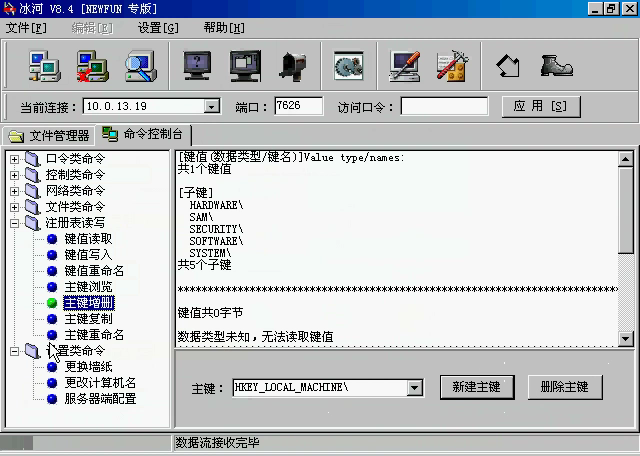 冰河 V8.4 [NEWFUN 专版]
文件[F] 编辑[E] 设置[G] 帮助[H]
当前连接： 10.0.13.19 端口： 7626 访问口令： 应 用 [S]
文件管理器 命令控制台
口令类命令
控制类命令
网络类命令
文件类命令
注册表读写
键值读取
键值写入
键值重命名
主键浏览
主键增删
主键复制
主键重命名
置类命令
更换墙纸
更改计算机名
服务器端配置
[键值(数据类型/键名)]Value type/names:
共1个键值
[子键]
HARDWARE\
SAM\
SECURITY\
SOFTWARE\
SYSTEM\
共5个子键
********************************************************************************
键值共0字节
数据类型未知，无法读取键值
主键： HKEY_LOCAL_MACHINE\ 新建主键 删除主键
数据流接收完毕